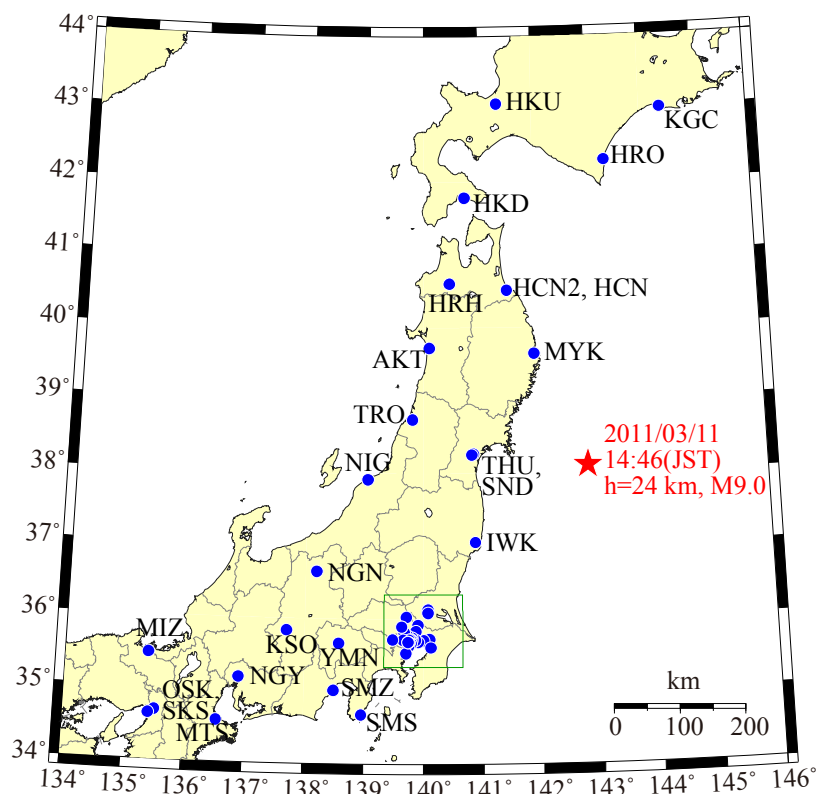 44°
43°
42°
41°
40°
39°
38°
37°
36°
35°
34°
HKU
KGC
HRO
HKD
HRH
HCN2, HCN
AKT
MYK
TRO
2011/03/11
14:46(JST)
h=24 km, M9.0
NIG
THU,
SND
IWK
NGN
MIZ
KSO
YMN
NGY
OSK
SKS
MTS
SMZ
SMS
km
0 100 200
134° 135° 136° 137° 138° 139° 140° 141° 142° 143° 144° 145° 146°